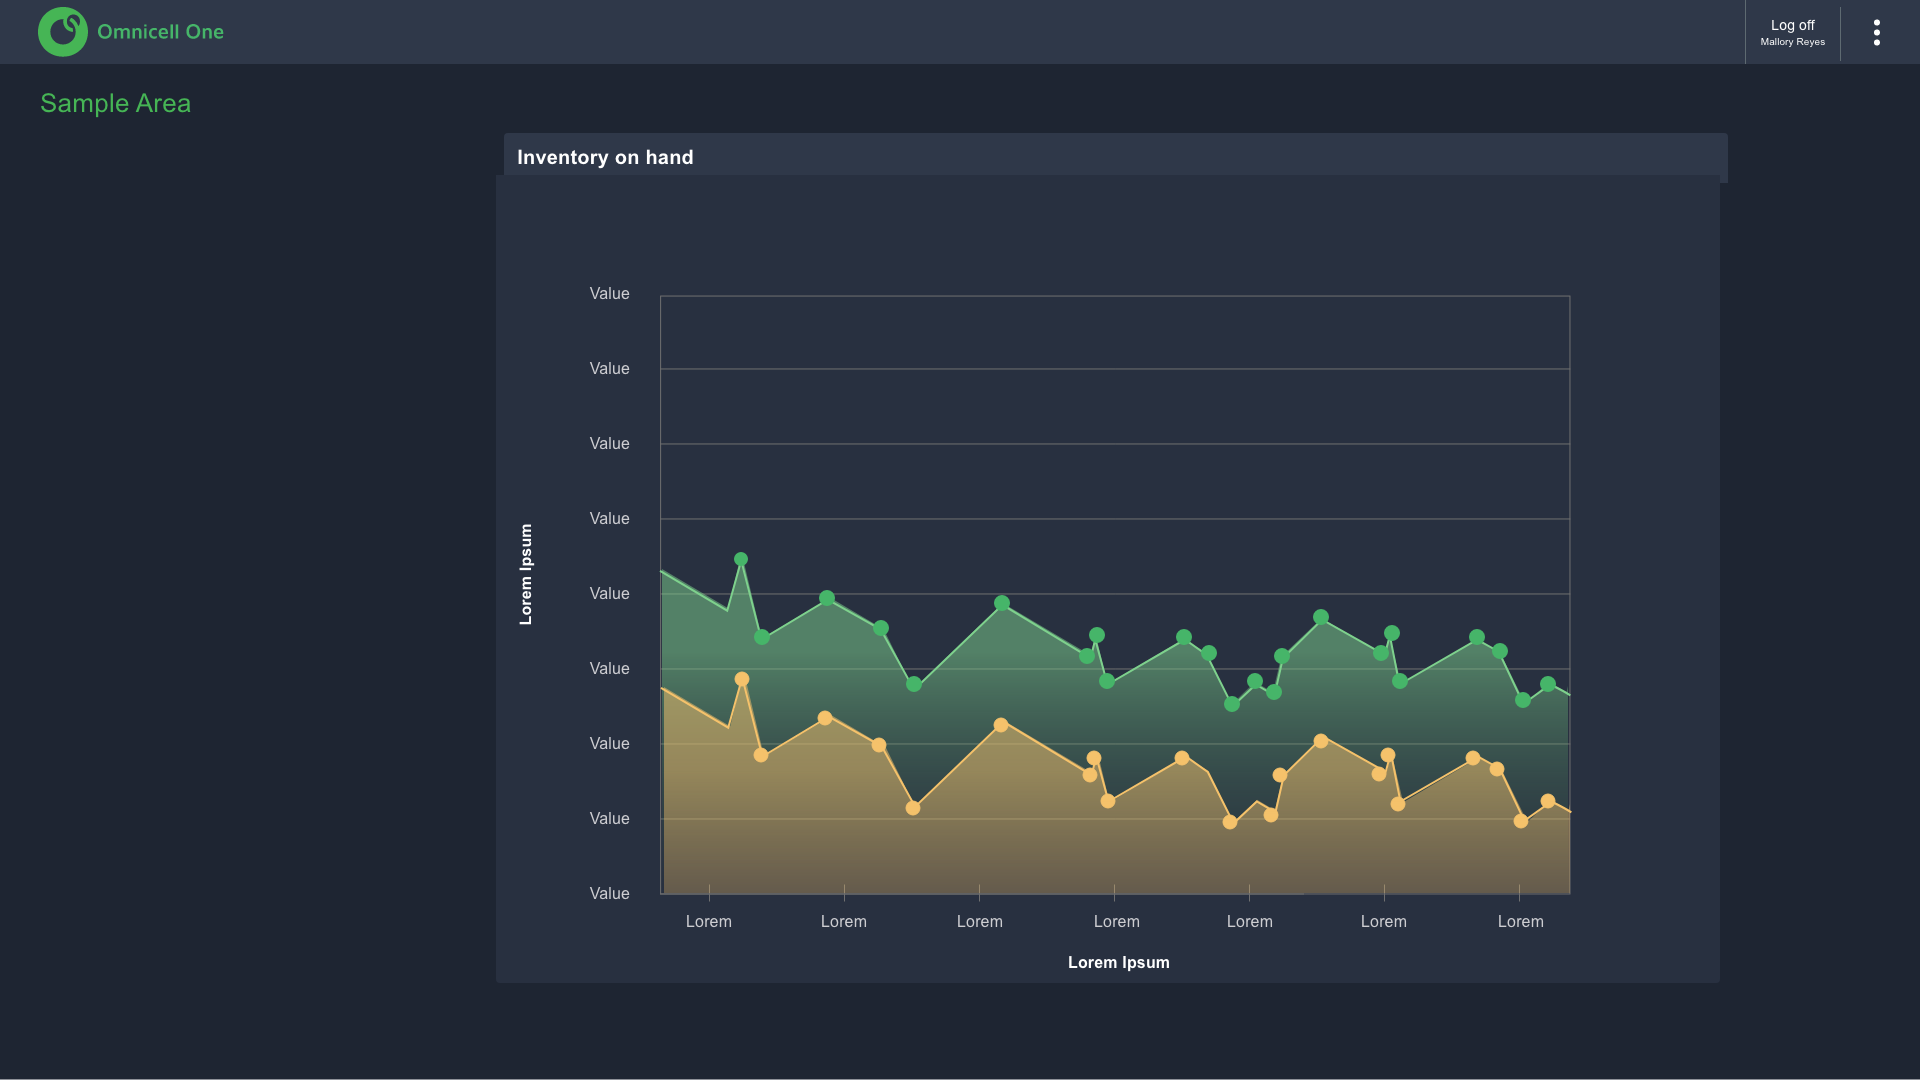 Omnicell One
Log off
Mallory Reyes
Sample Area
Inventory on hand
Value
Value
Value
Value
Value
Value
Value
Value
Value
Lorem Ipsum
Lorem Lorem Lorem Lorem Lorem Lorem Lorem
Lorem Ipsum